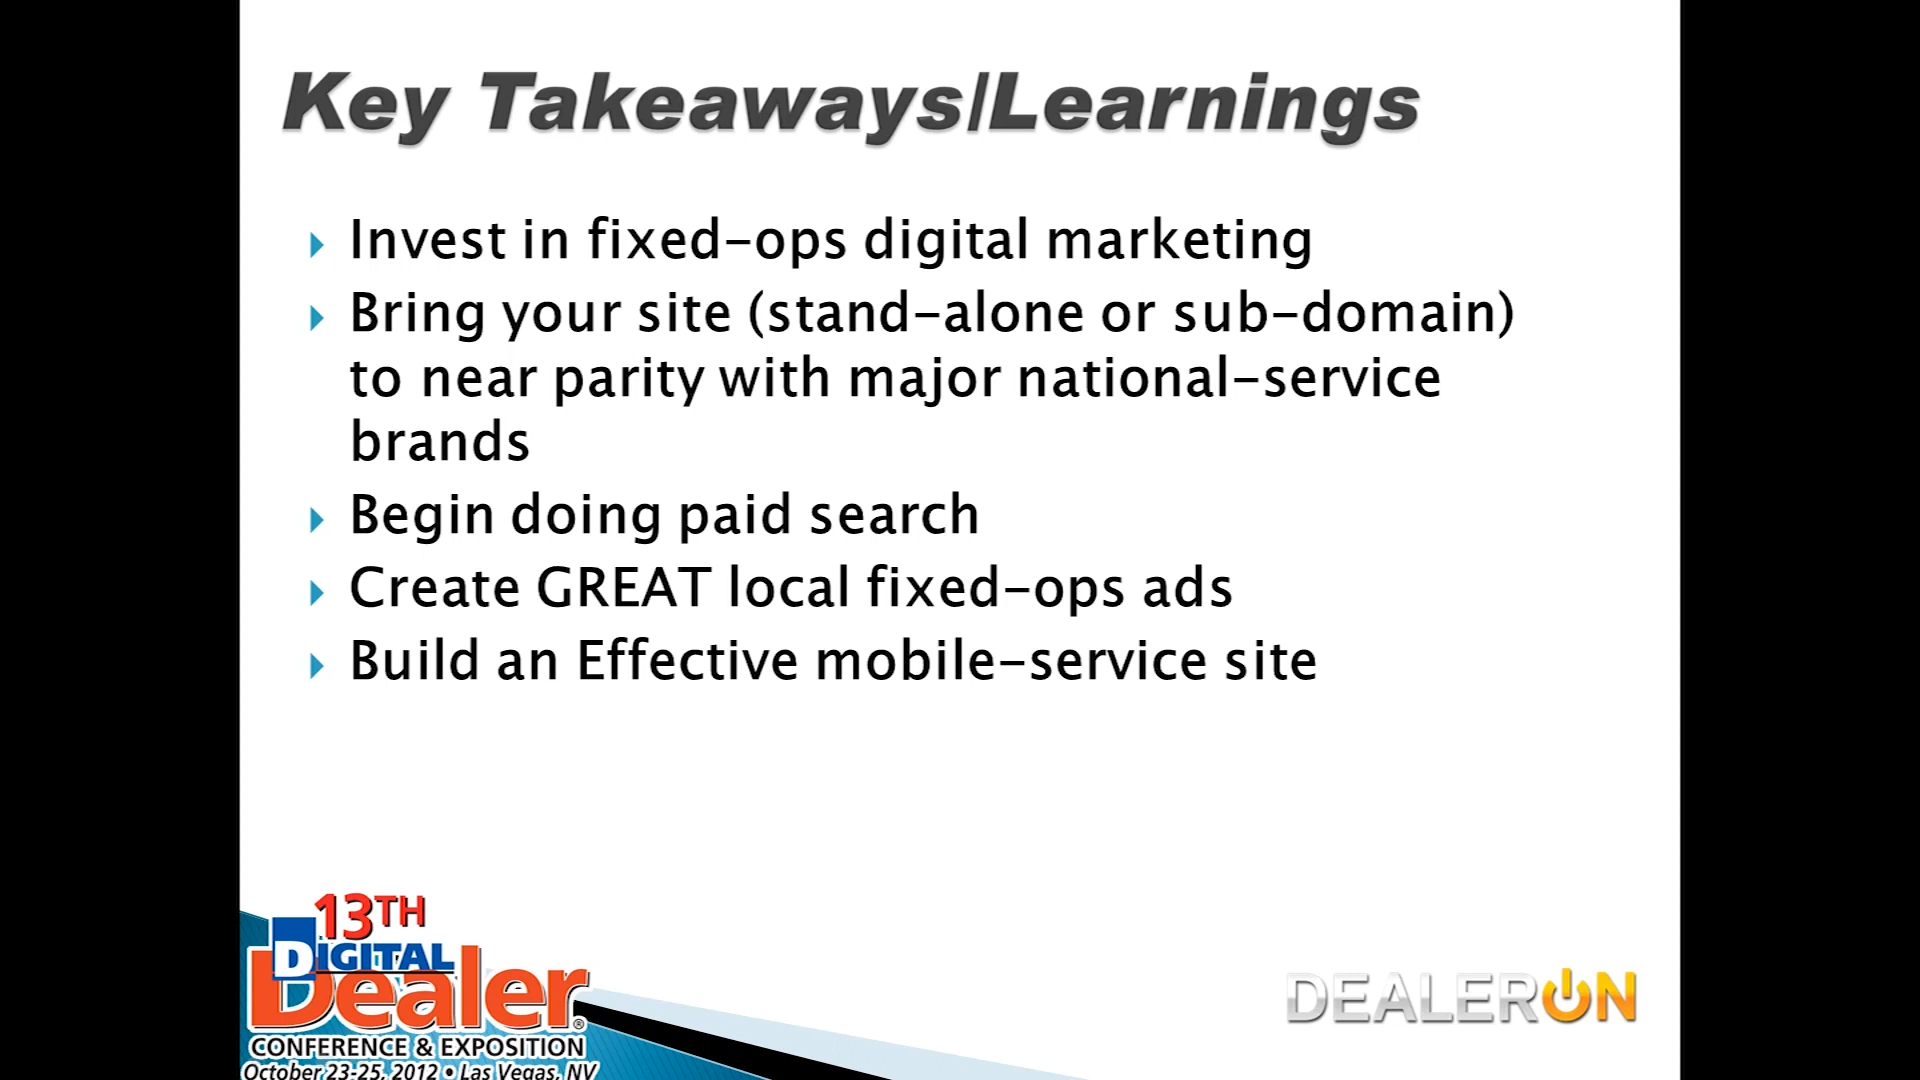 Key Takeaways/Learnings
Invest in fixed-ops digital marketing
Bring your site (stand-alone or sub-domain)
to near parity with major national-service
brands
Begin doing paid search
Create GREAT local fixed-ops ads
Build an Effective mobile-service site
13TH
DIGITAL
Dealer®
CONFERENCE & EXPOSITION
October 23-25, 2012 • Las Vegas, NV
DEALERON